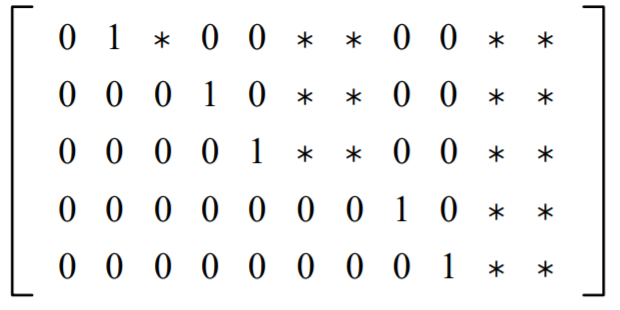 0 1 * 0 0 * * 0 0 * *
0 0 0 1 0 * * 0 0 * *
0 0 0 0 1 * * 0 0 * *
0 0 0 0 0 0 0 1 0 * *
0 0 0 0 0 0 0 0 1 * *